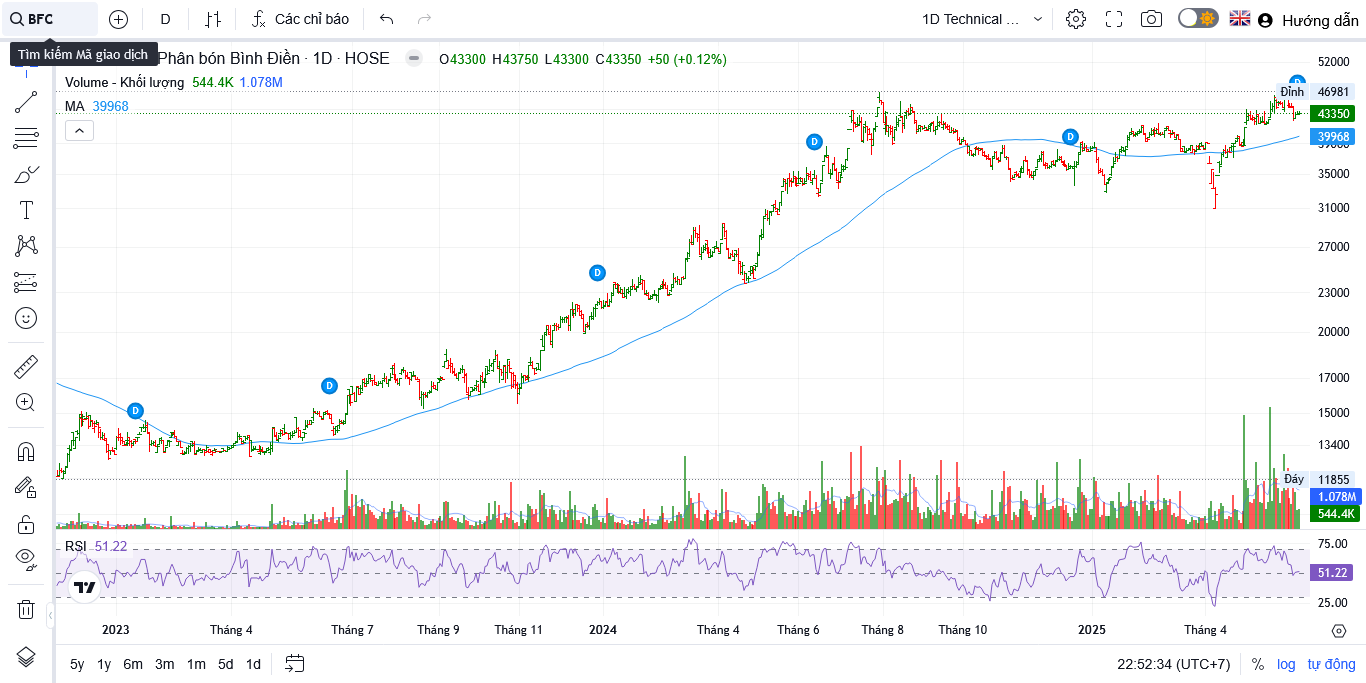 BFC D Các chỉ báo 1D Technical ... Hướng dẫn
Tìm kiếm Mã giao dịch
Phân bón Bình Điền · 1D · HOSE O43300 H43750 L43300 C43350 +50 (+0.12%)
Volume - Khối lượng 544.4K 1.078M
MA 39968
52000
Đỉnh 46981
43350
39968
35000
31000
27000
23000
20000
17000
15000
13400
Đáy 11855
1.078M
544.4K
D
D
D
D
D
D
RSI 51.22
75.00
51.22
25.00
2023 Tháng 4 Tháng 7 Tháng 9 Tháng 11 2024 Tháng 4 Tháng 6 Tháng 8 Tháng 10 2025 Tháng 4
5y 1y 6m 3m 1m 5d 1d 22:52:34 (UTC+7) % log tự động